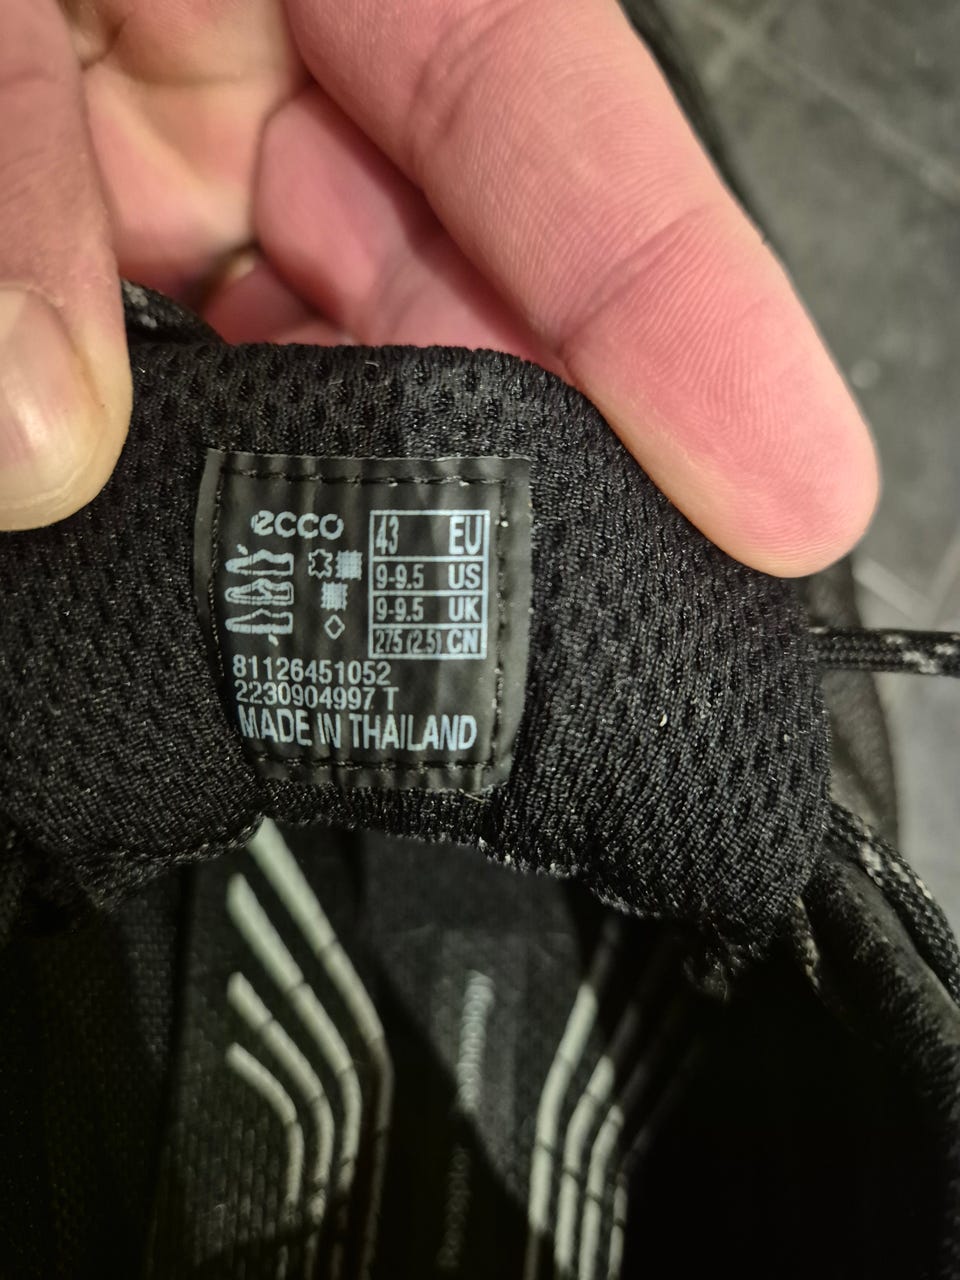 ecco
43 EU
9-9.5 US
9-9.5 UK
275 (2.5) CN
81126451052
2230904997 T
MADE IN THAILAND